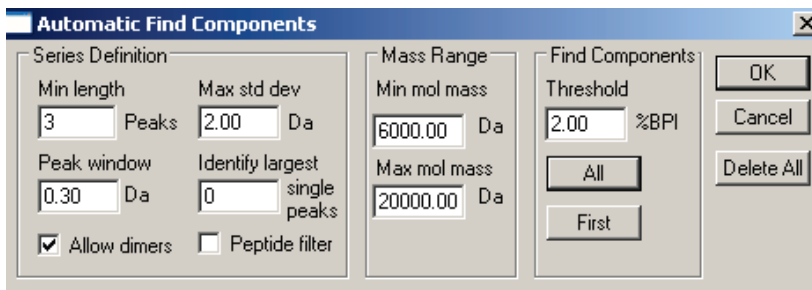 Automatic Find Components
Series Definition
Min length
Max std dev
3 Peaks
2.00 Da
Peak window
Identify largest
0.30 Da
0 single
peaks
Allow dimers
Peptide filter
Mass Range
Min mol mass
6000.00 Da
Max mol mass
20000.00 Da
Find Components
Threshold
2.00 %BPI
All
First
OK
Cancel
Delete All